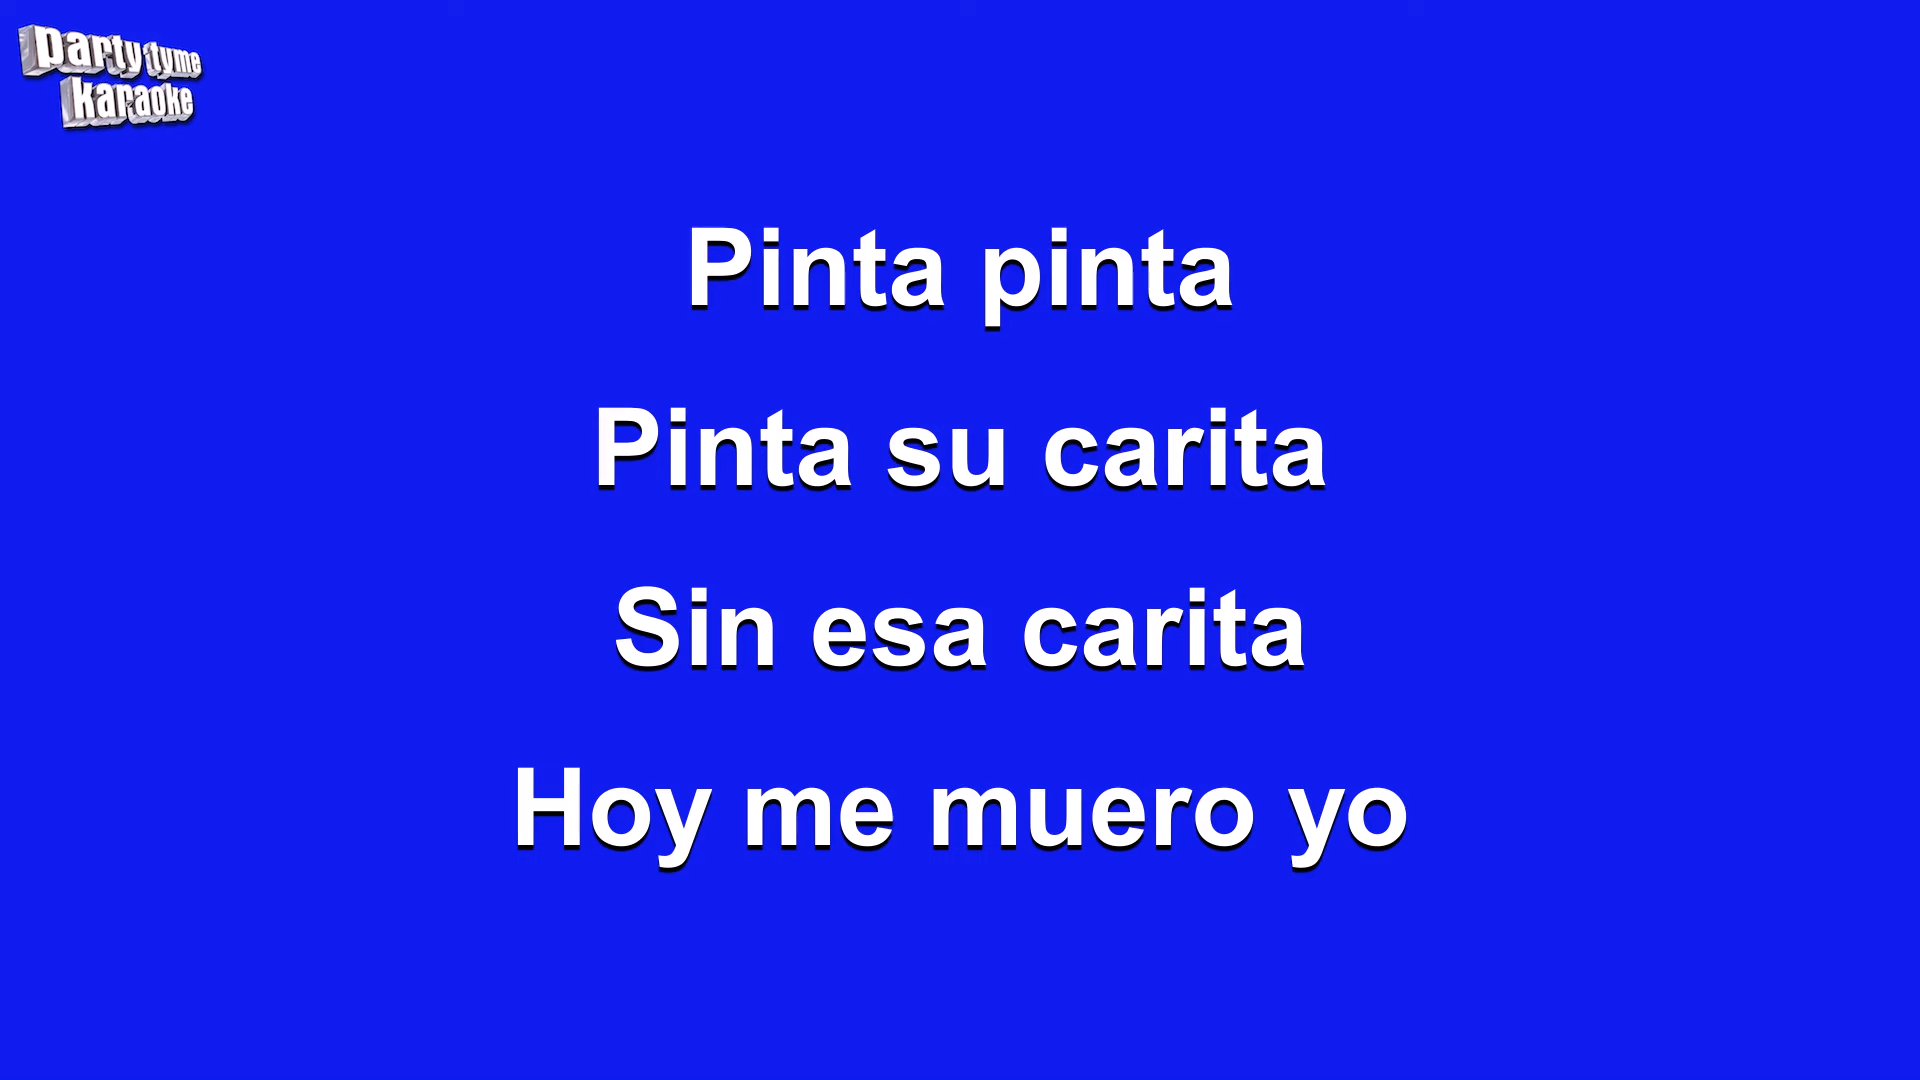 party tyme
karaoke
Pinta pinta
Pinta su carita
Sin esa carita
Hoy me muero yo